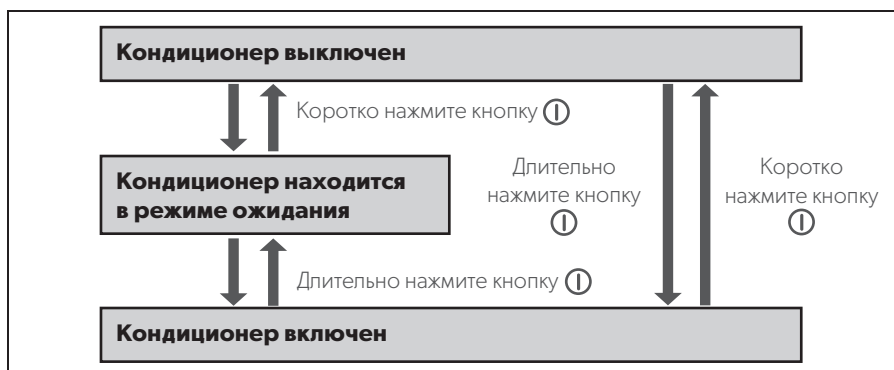 Кондиционер выключен
Коротко нажмите кнопку
Кондиционер находится
в режиме ожидания
Длительно
нажмите кнопку
Коротко
нажмите кнопку
Длительно нажмите кнопку
Кондиционер включен